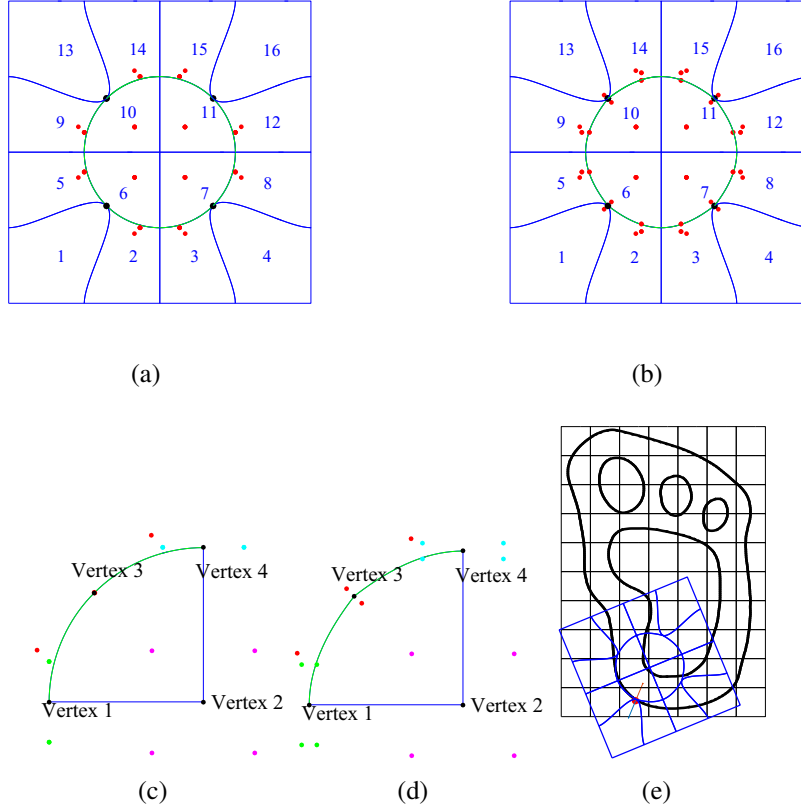 13 14 15 16
9 10 11 12
5 6 7 8
1 2 3 4
(a)
13 14 15 16
9 10 11 12
5 6 7 8
1 2 3 4
(b)
Vertex 3
Vertex 4
Vertex 1
Vertex 2
(c)
Vertex 3
Vertex 4
Vertex 1
Vertex 2
(d)
(e)